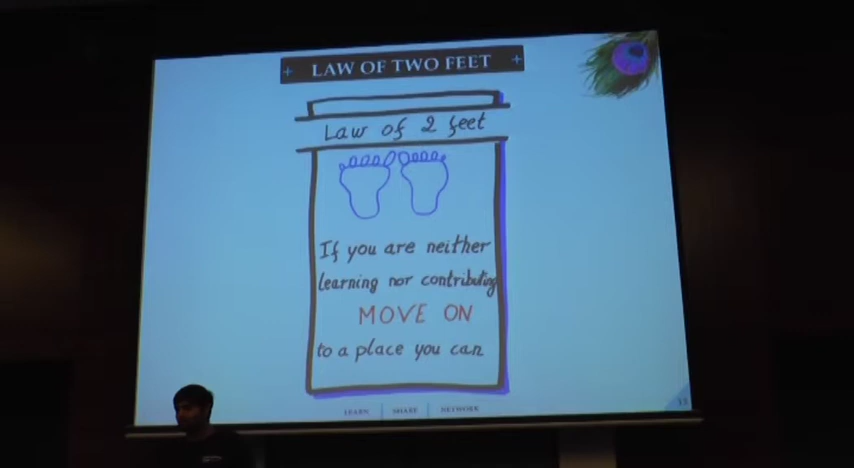 + LAW OF TWO FEET +
Law of 2 feet
If you are neither
learning nor contributing
MOVE ON
to a place you can
LEARN | SHARE | NETWORK